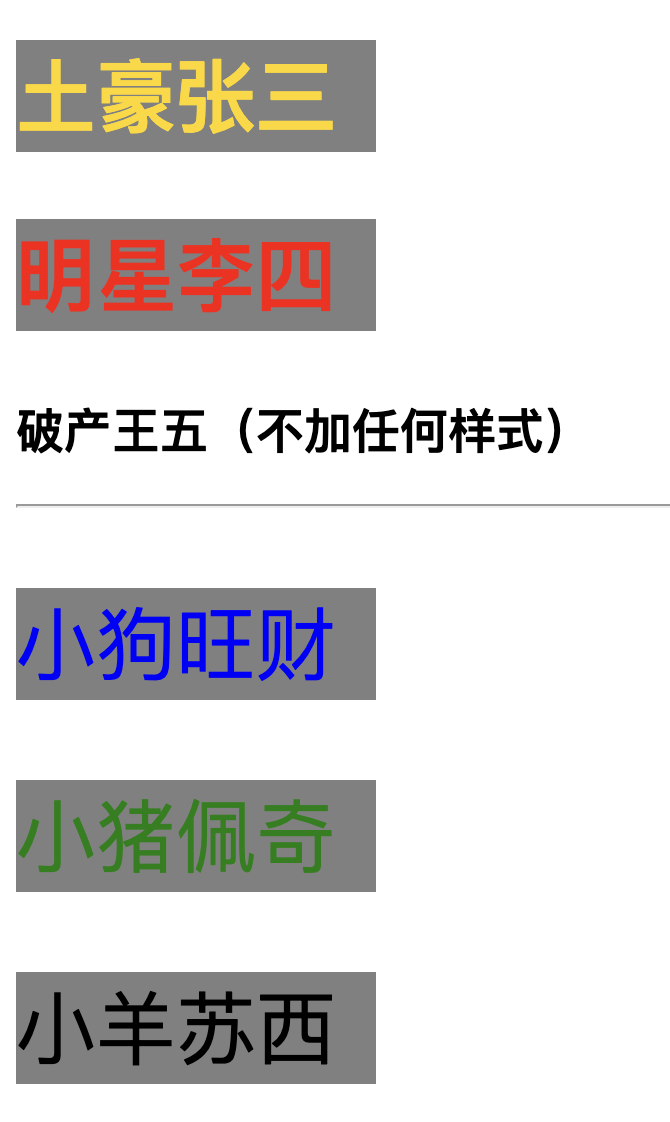 土豪张三
明星李四
破产王五（不加任何样式）
小狗旺财
小猪佩奇
小羊苏西